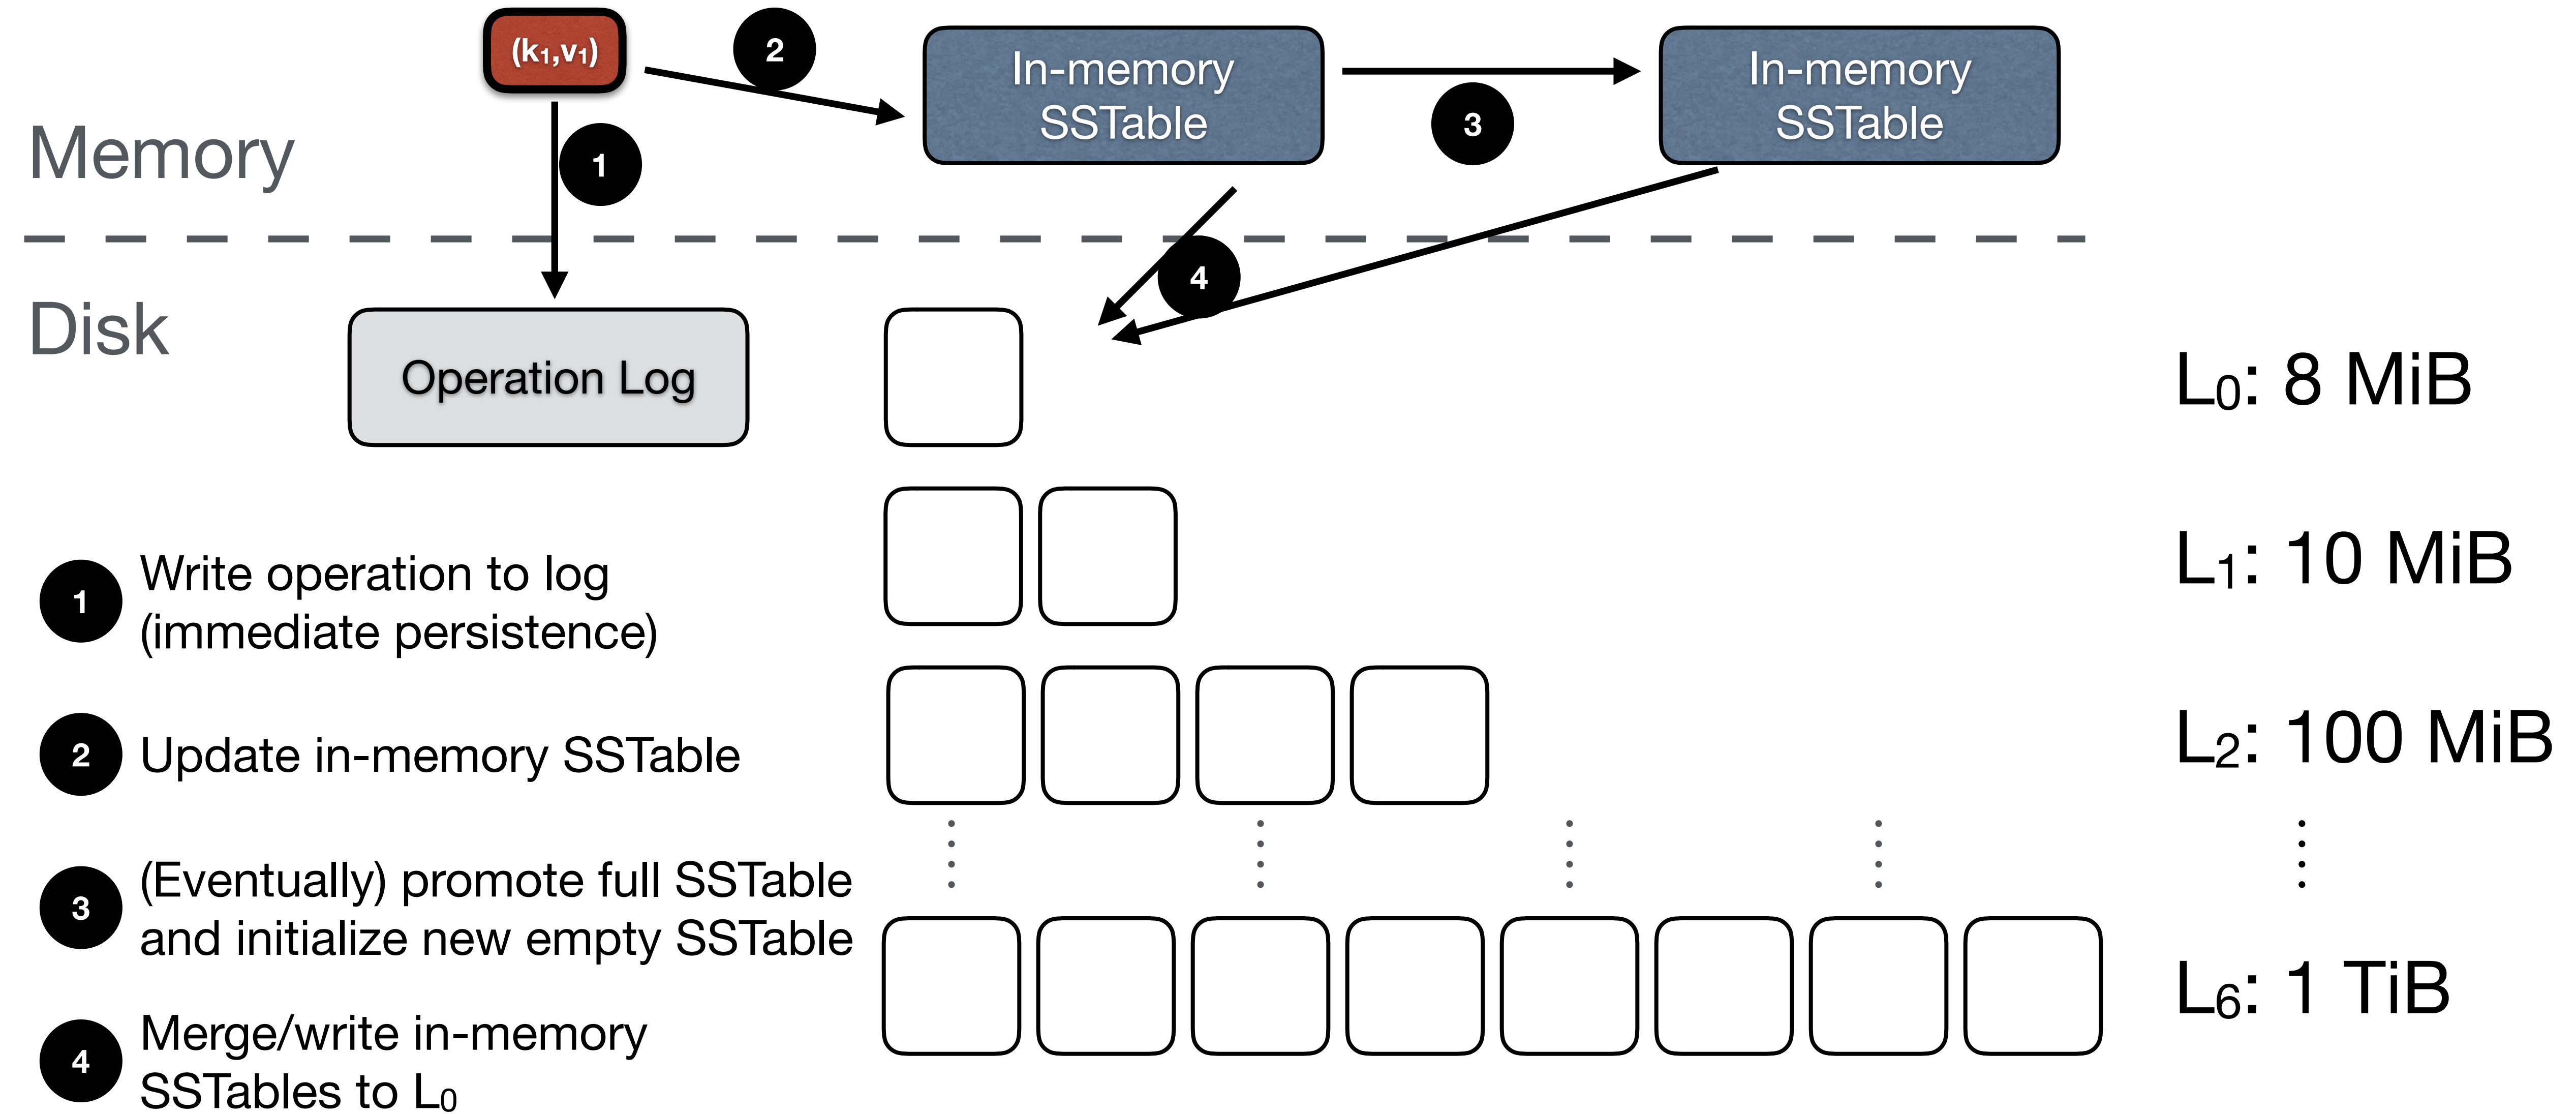 (k₁,v₁)
2
In-memory
SSTable
3
In-memory
SSTable
Memory
1
4
Disk
Operation Log
L₀: 8 MiB
1
Write operation to log
(immediate persistence)
L₁: 10 MiB
2
Update in-memory SSTable
L₂: 100 MiB
3
(Eventually) promote full SSTable
and initialize new empty SSTable
L₆: 1 TiB
4
Merge/write in-memory
SSTables to L₀